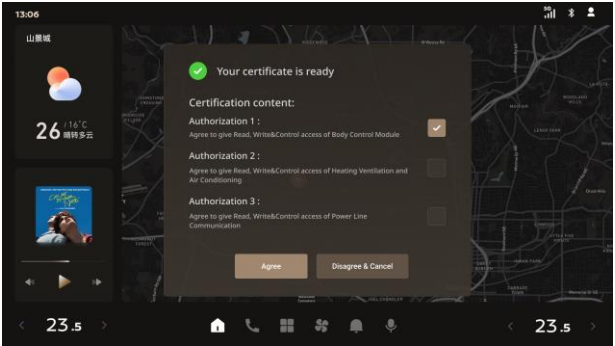 13:06
5G
山景城
26 /16°C
晴转多云
Your certificate is ready
Certification content:
Authorization 1 :
Agree to give Read, Write&Control access of Body Control Module
Authorization 2 :
Agree to give Read, Write&Control access of Heating Ventilation and
Air Conditioning
Authorization 3 :
Agree to give Read, Write&Control access of Power Line
Communication
Agree
Disagree & Cancel
23.5
23.5